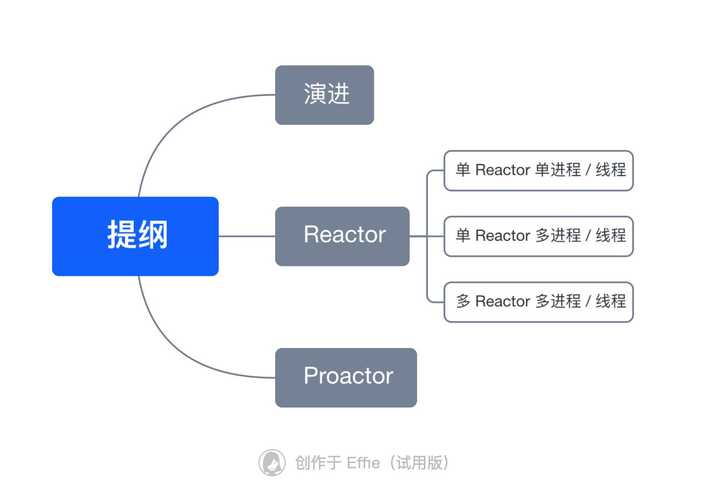 提纲
演进
Reactor
单 Reactor 单进程 / 线程
单 Reactor 多进程 / 线程
多 Reactor 多进程 / 线程
Proactor
创作于 Effie（试用版）